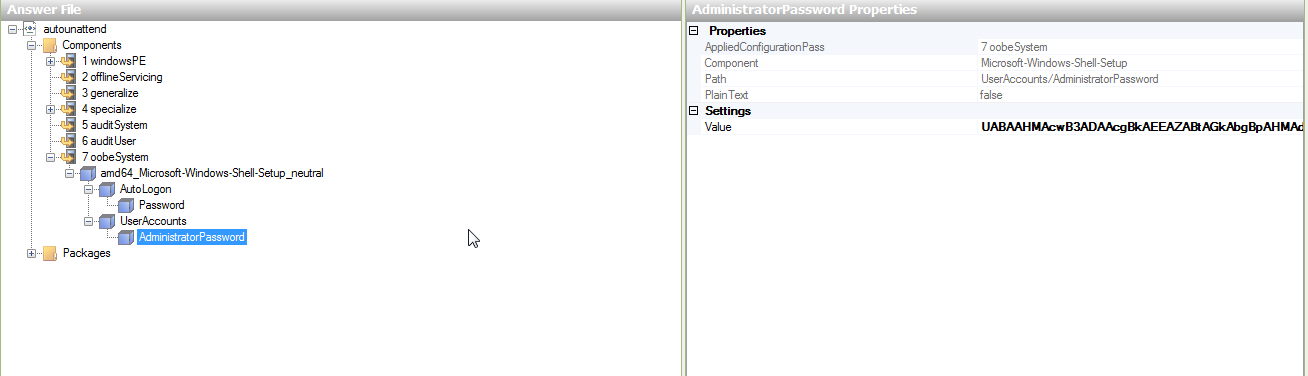 Answer File
autounattend
Components
1 windowsPE
2 offlineServicing
3 generalize
4 specialize
5 auditSystem
6 auditUser
7 oobeSystem
amd64_Microsoft-Windows-Shell-Setup_neutral
AutoLogon
Password
UserAccounts
AdministratorPassword
Packages
AdministratorPassword Properties
Properties
AppliedConfigurationPass 7 oobeSystem
Component Microsoft-Windows-Shell-Setup
Path UserAccounts/AdministratorPassword
PlainText false
Settings
Value UABAAHMAcwB3ADAAcgBkAEEAZABtAGkAbgBpAHMAd